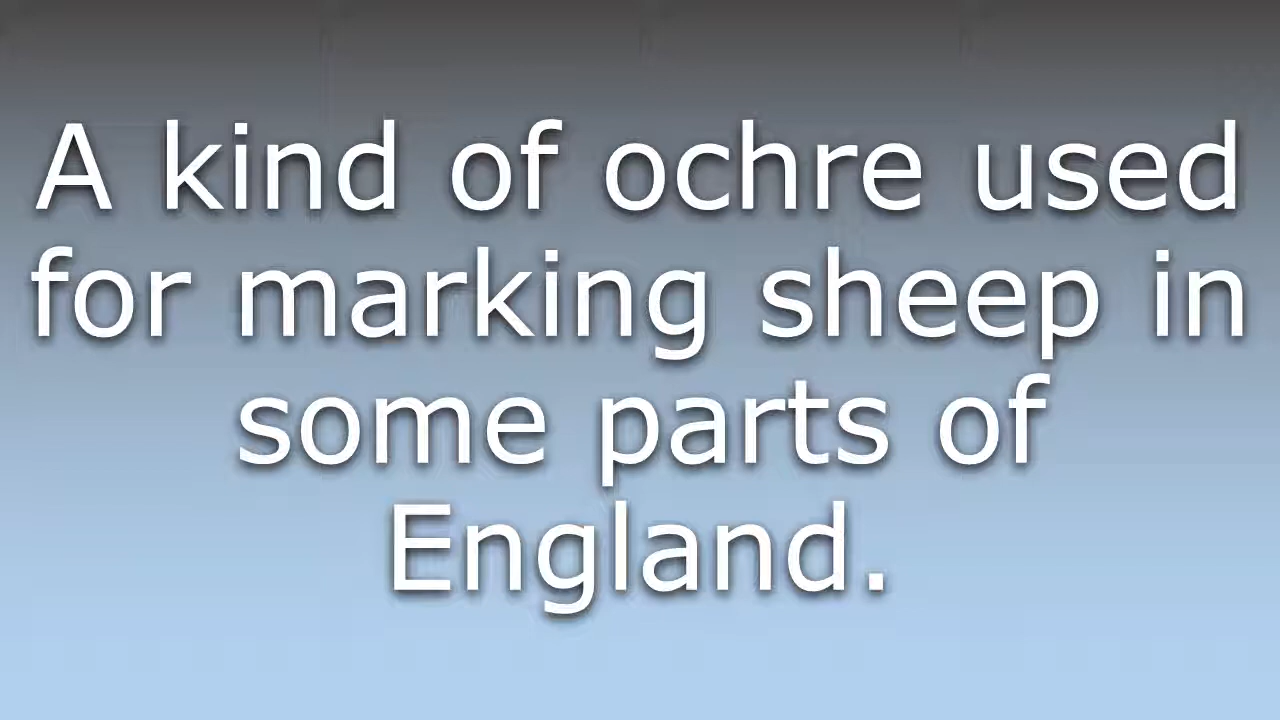 A kind of ochre used
for marking sheep in
some parts of
England.